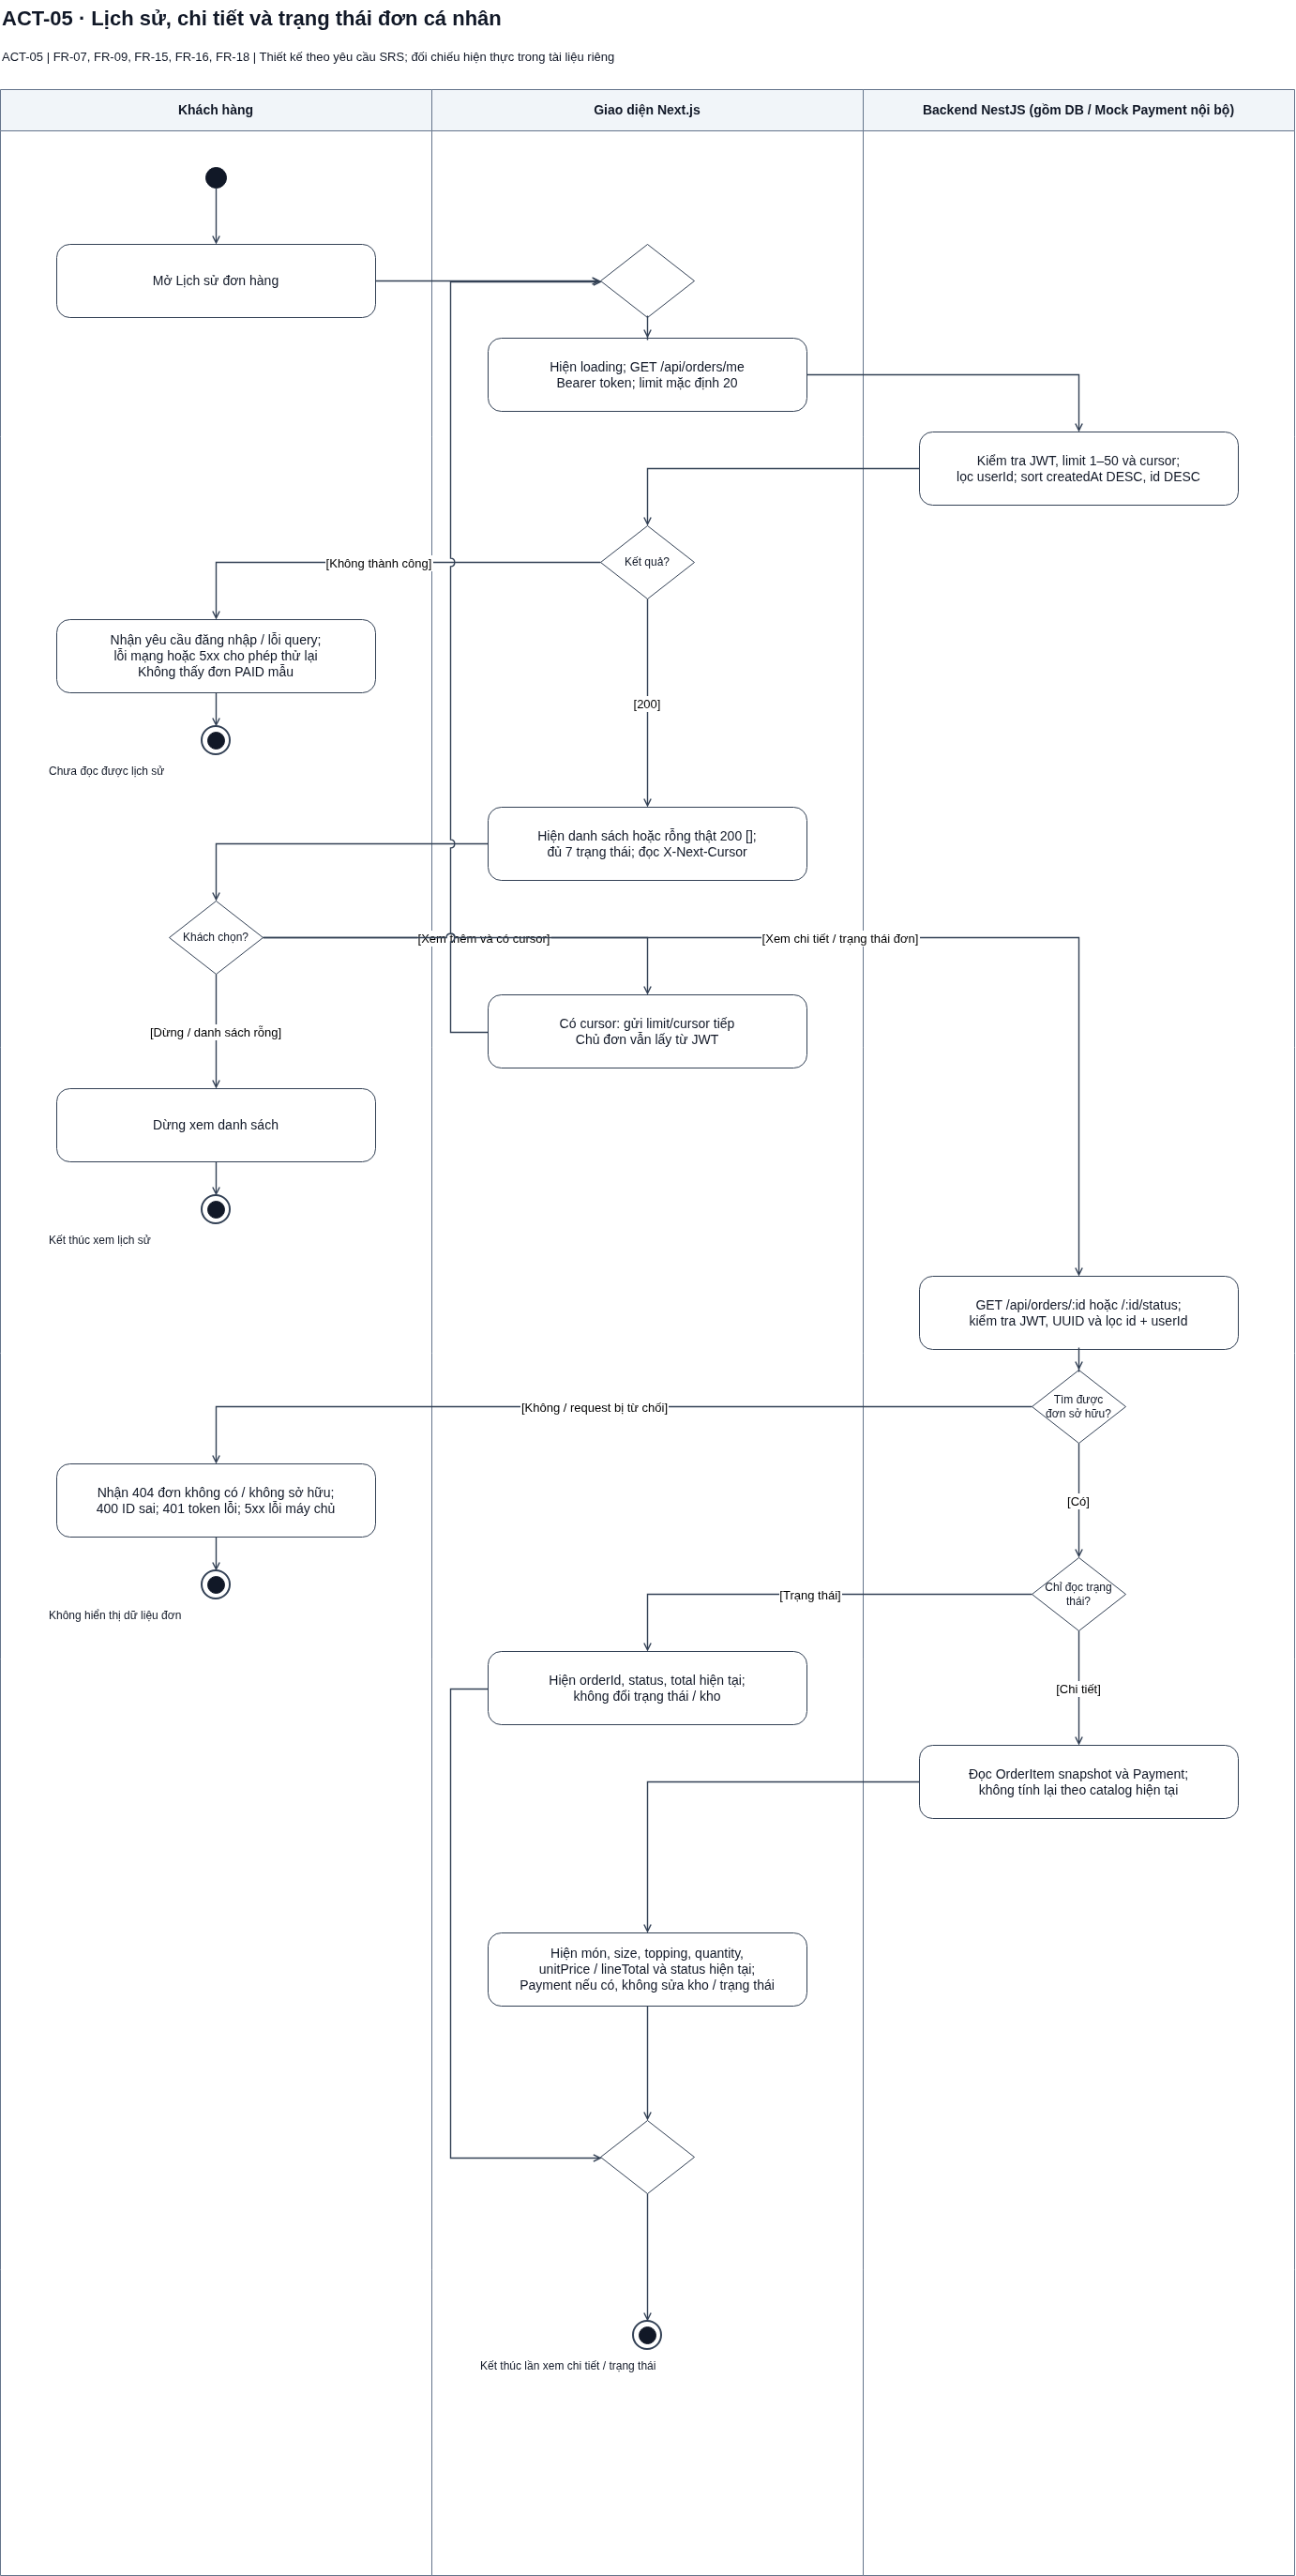 ACT-05 · Lịch sử, chi tiết và trạng thái đơn cá nhân
ACT-05 | FR-07, FR-09, FR-15, FR-16, FR-18 | Thiết kế theo yêu cầu SRS; đối chiếu hiện thực trong tài liệu riêng
Khách hàng
Giao diện Next.js
Backend NestJS (gồm DB / Mock Payment nội bộ)
Mở Lịch sử đơn hàng
Hiện loading; GET /api/orders/me
Bearer token; limit mặc định 20
Kiểm tra JWT, limit 1–50 và cursor;
lọc userId; sort createdAt DESC, id DESC
Kết quả?
[Không thành công]
Nhận yêu cầu đăng nhập / lỗi query;
lỗi mạng hoặc 5xx cho phép thử lại
Không thấy đơn PAID mẫu
[200]
Chưa đọc được lịch sử
Hiện danh sách hoặc rỗng thật 200 [];
đủ 7 trạng thái; đọc X-Next-Cursor
Khách chọn?
[Xem thêm và có cursor]
[Xem chi tiết / trạng thái đơn]
Có cursor: gửi limit/cursor tiếp
Chủ đơn vẫn lấy từ JWT
[Dừng / danh sách rỗng]
Dừng xem danh sách
Kết thúc xem lịch sử
GET /api/orders/:id hoặc /:id/status;
kiểm tra JWT, UUID và lọc id + userId
Tìm được
đơn sở hữu?
[Không / request bị từ chối]
Nhận 404 đơn không có / không sở hữu;
400 ID sai; 401 token lỗi; 5xx lỗi máy chủ
[Có]
Không hiển thị dữ liệu đơn
Chỉ đọc trạng
thái?
[Trạng thái]
Hiện orderId, status, total hiện tại;
không đổi trạng thái / kho
[Chi tiết]
Đọc OrderItem snapshot và Payment;
không tính lại theo catalog hiện tại
Hiện món, size, topping, quantity,
unitPrice / lineTotal và status hiện tại;
Payment nếu có, không sửa kho / trạng thái
Kết thúc lần xem chi tiết / trạng thái